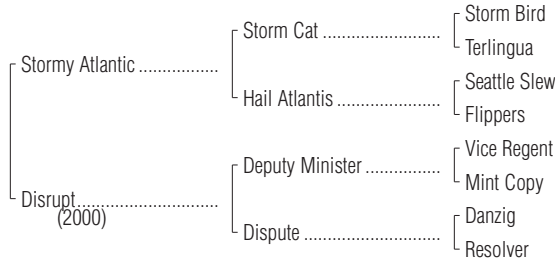 Storm Bird
Storm Cat ........................
Terlingua
Stormy Atlantic ................
Seattle Slew
Hail Atlantis .....................
Flippers
Vice Regent
Deputy Minister ...............
Mint Copy
Disrupt............................
(2000)
Danzig
Dispute ............................
Resolver